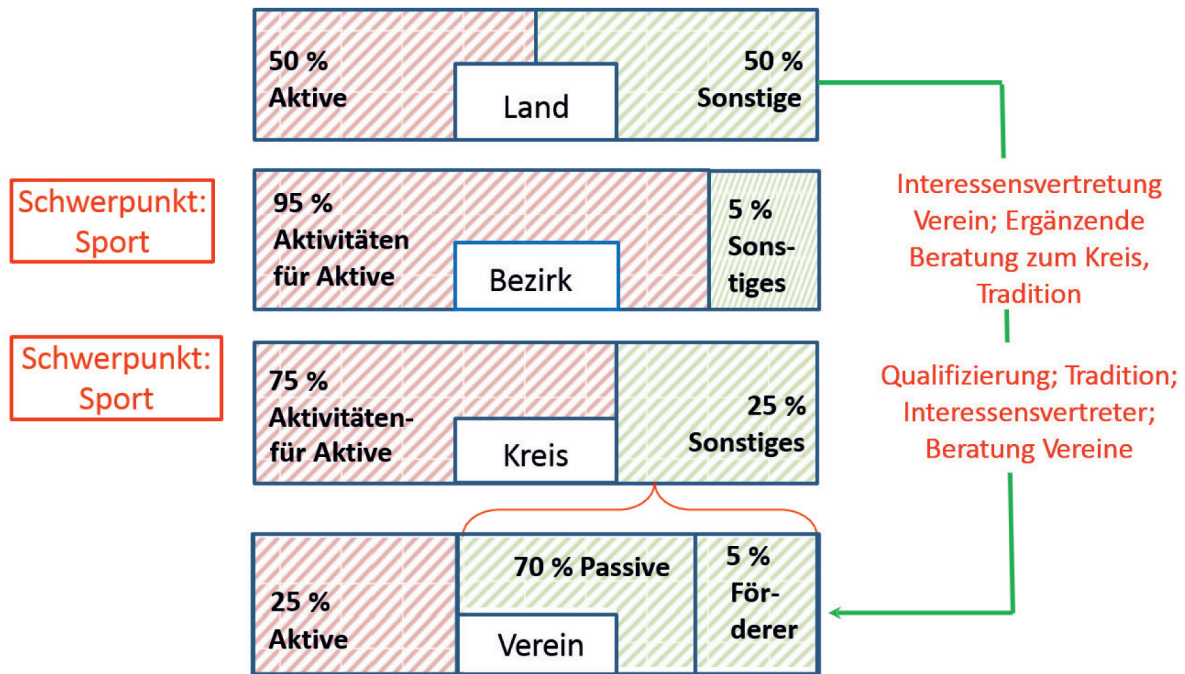 50 %
Aktive
Land
50 %
Sonstige
Schwerpunkt:
Sport
95 %
Aktivitäten
für Aktive
Bezirk
5 %
Sons-
tiges
Interessensvertretung
Verein; Ergänzende
Beratung zum Kreis,
Tradition
Schwerpunkt:
Sport
75 %
Aktivitäten-
für Aktive
Kreis
25 %
Sonstiges
Qualifizierung; Tradition;
Interessensvertreter;
Beratung Vereine
25 %
Aktive
70 % Passive
Verein
5 %
För-
derer